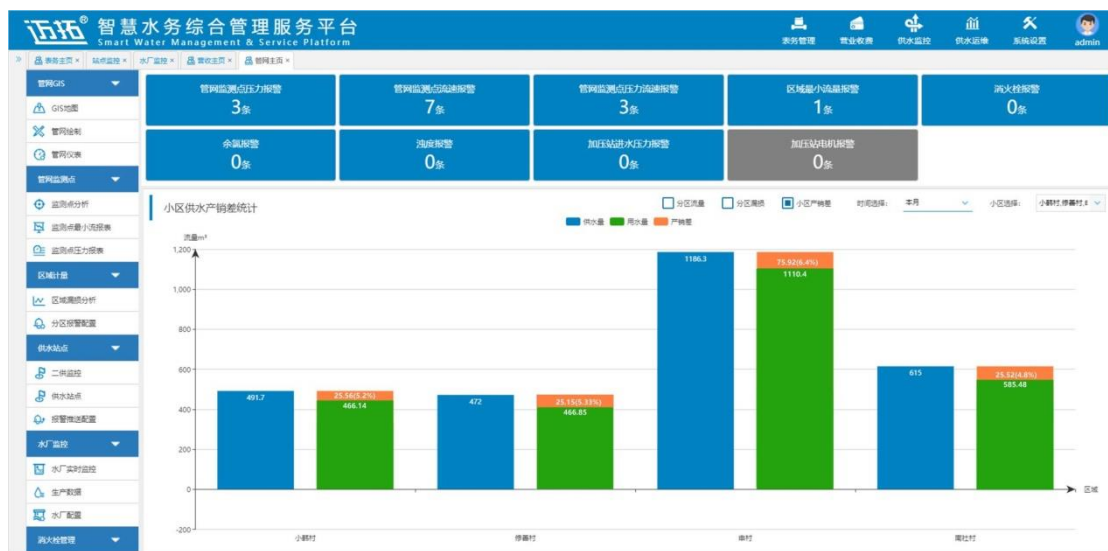 迈拓® 智慧水务综合管理服务平台
Smart Water Management & Service Platform
表务管理 营业收费 供水监控 供水运维 系统设置 admin
» 表务主页 × 站点监控 × 水厂监控 × 营收主页 × 管网主页 ×
管网GIS
GIS地图
管网绘制
管网仪表
管网监测点
监测点分析
监测点最小流报表
监测点压力报表
区域计量
区域漏损分析
分区报警配置
供水站点
二供监控
供水站点
报警推送配置
水厂监控
水厂实时监控
生产数据
水厂配置
消火栓管理
管网监测点压力报警
3条
管网监测点流速报警
7条
管网监测点压力流速报警
3条
区域最小流量报警
1条
消火栓报警
0条
余氯报警
0条
浊度报警
0条
加压站进水压力报警
0条
加压站电机报警
0条
小区供水产销差统计
分区流量 分区漏损 小区产销差 时间选择: 本月 小区选择:
供水量 用水量 产销差
流量m³
1,200
1,000
800
600
400
200
0
-200
491.7
25.56(5.2%)
466.14
472
25.15(5.33%)
466.85
1186.3
75.92(6.4%)
1110.4
615
25.52(4.8%)
585.48
区域
小鹤村 修善村 南社村